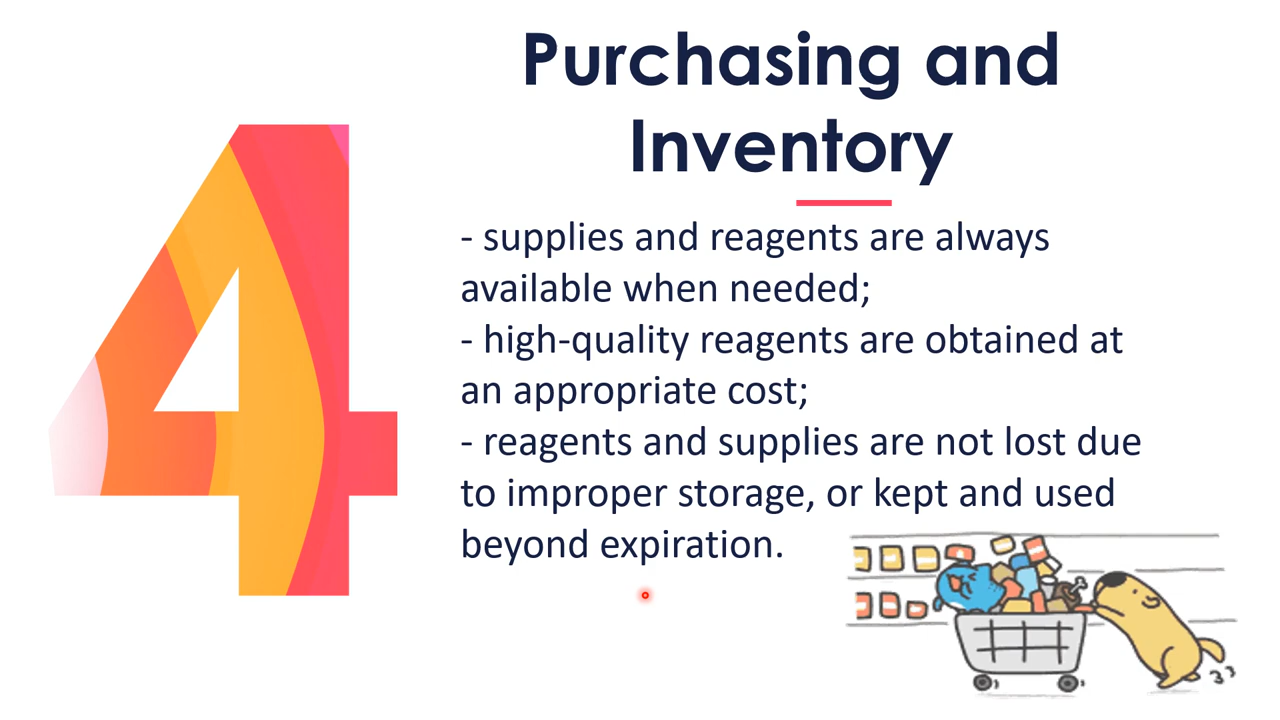 4
Purchasing and
Inventory
- supplies and reagents are always
available when needed;
- high-quality reagents are obtained at
an appropriate cost;
- reagents and supplies are not lost due
to improper storage, or kept and used
beyond expiration.